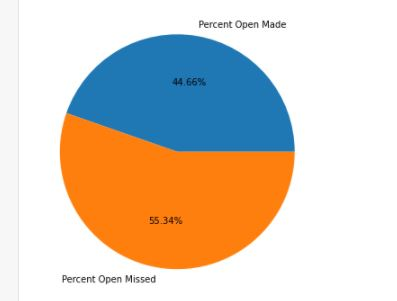 Percent Open Made
44.66%
55.34%
Percent Open Missed